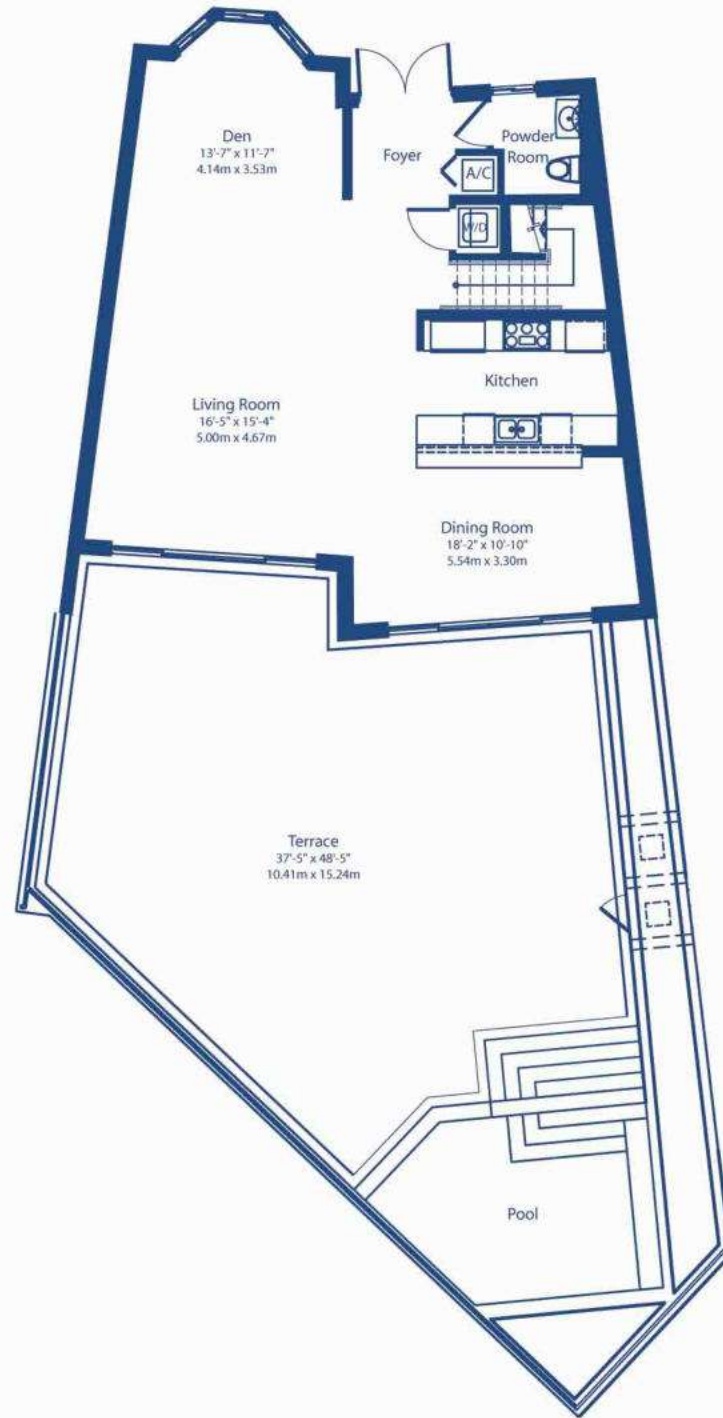 Den
13'-7" x 11'-7"
4.14m x 3.53m
Foyer
Powder
Room
A/C
W/D
Kitchen
Living Room
16'-5" x 15'-4"
5.00m x 4.67m
Dining Room
18'-2" x 10'-10"
5.54m x 3.30m
Terrace
37'-5" x 48'-5"
10.41m x 15.24m
Pool